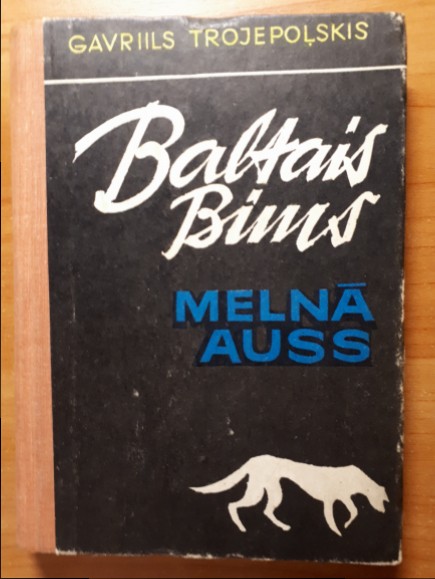 GAVRIILS TROJEPOĻSKIS
Baltais
Bims
MELNĀ
AUSS